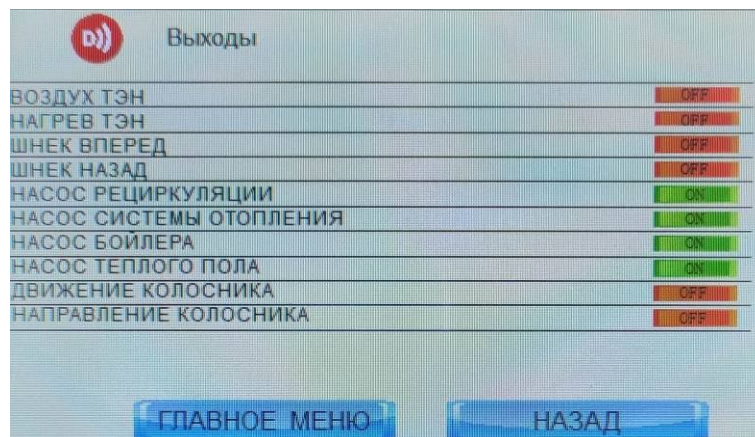 D))
Выходы
ВОЗДУХ ТЭН OFF
НАГРЕВ ТЭН OFF
ШНЕК ВПЕРЕД OFF
ШНЕК НАЗАД OFF
НАСОС РЕЦИРКУЛЯЦИИ ON
НАСОС СИСТЕМЫ ОТОПЛЕНИЯ ON
НАСОС БОЙЛЕРА ON
НАСОС ТЕПЛОГО ПОЛА ON
ДВИЖЕНИЕ КОЛОСНИКА OFF
НАПРАВЛЕНИЕ КОЛОСНИКА OFF
ГЛАВНОЕ МЕНЮ НАЗАД